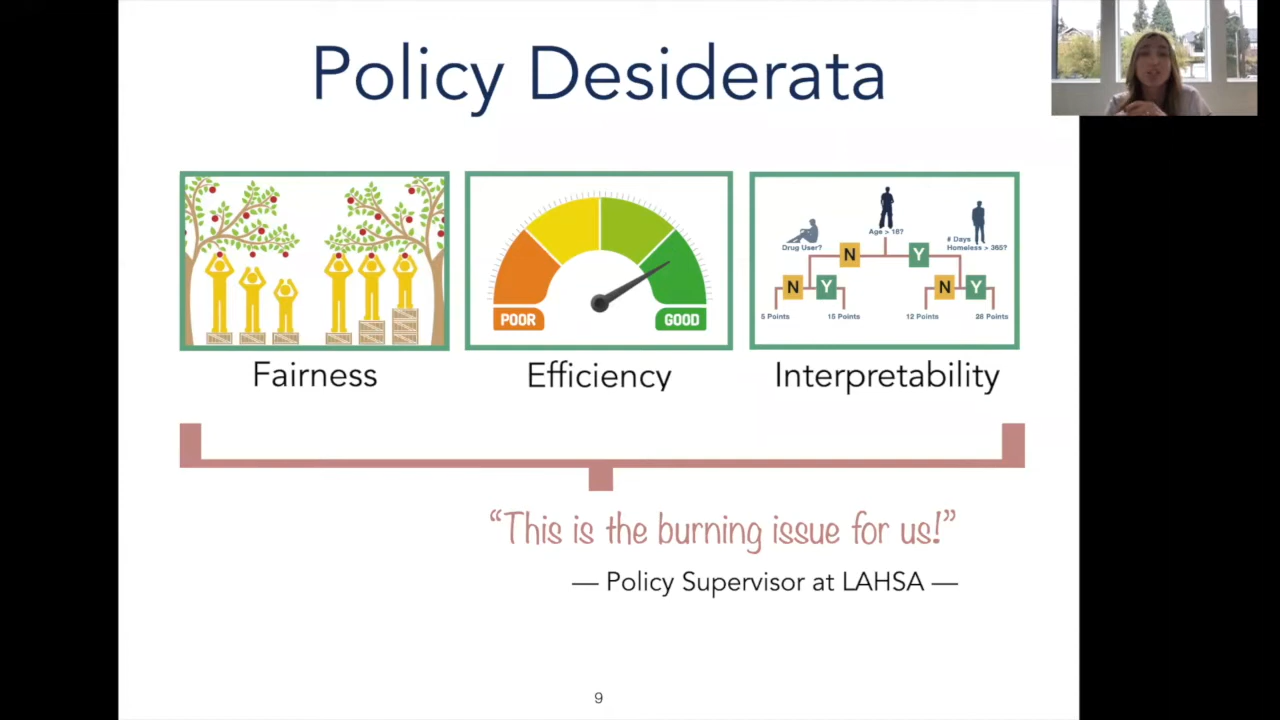 Policy Desiderata
POOR
GOOD
Age > 18?
Drug User?
# Days
Homeless > 365?
N
Y
N
Y
N
Y
5 Points
15 Points
12 Points
28 Points
Fairness
Efficiency
Interpretability
“This is the burning issue for us!”
— Policy Supervisor at LAHSA —
9